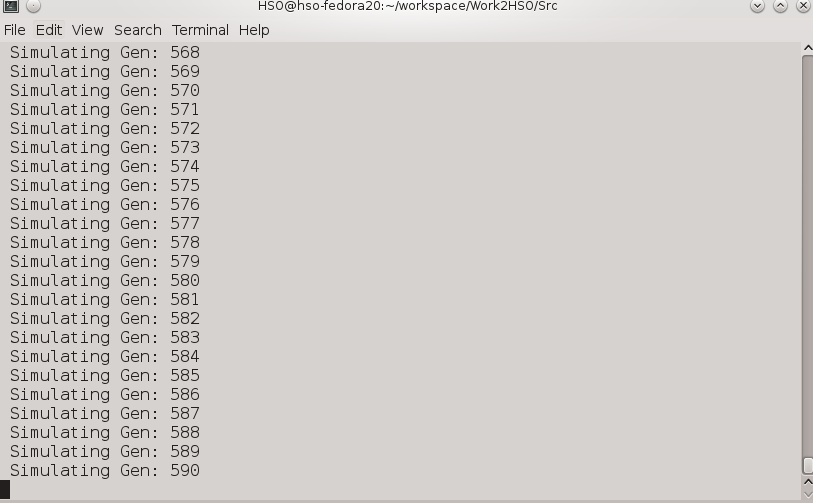 HSO@hso-fedora20:~/workspace/Work2HSO/Src
File Edit View Search Terminal Help
Simulating Gen: 568
Simulating Gen: 569
Simulating Gen: 570
Simulating Gen: 571
Simulating Gen: 572
Simulating Gen: 573
Simulating Gen: 574
Simulating Gen: 575
Simulating Gen: 576
Simulating Gen: 577
Simulating Gen: 578
Simulating Gen: 579
Simulating Gen: 580
Simulating Gen: 581
Simulating Gen: 582
Simulating Gen: 583
Simulating Gen: 584
Simulating Gen: 585
Simulating Gen: 586
Simulating Gen: 587
Simulating Gen: 588
Simulating Gen: 589
Simulating Gen: 590